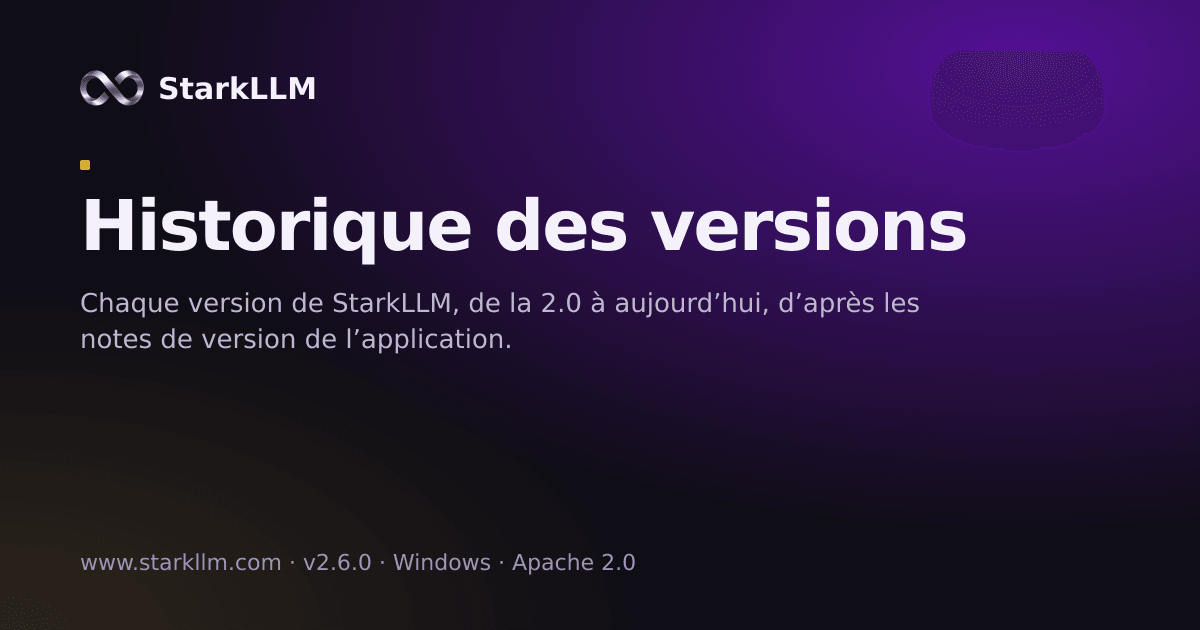 StarkLLM
Historique des versions
Chaque version de StarkLLM, de la 2.0 à aujourd’hui, d’après les
notes de version de l’application.
www.starkllm.com · v2.6.0 · Windows · Apache 2.0